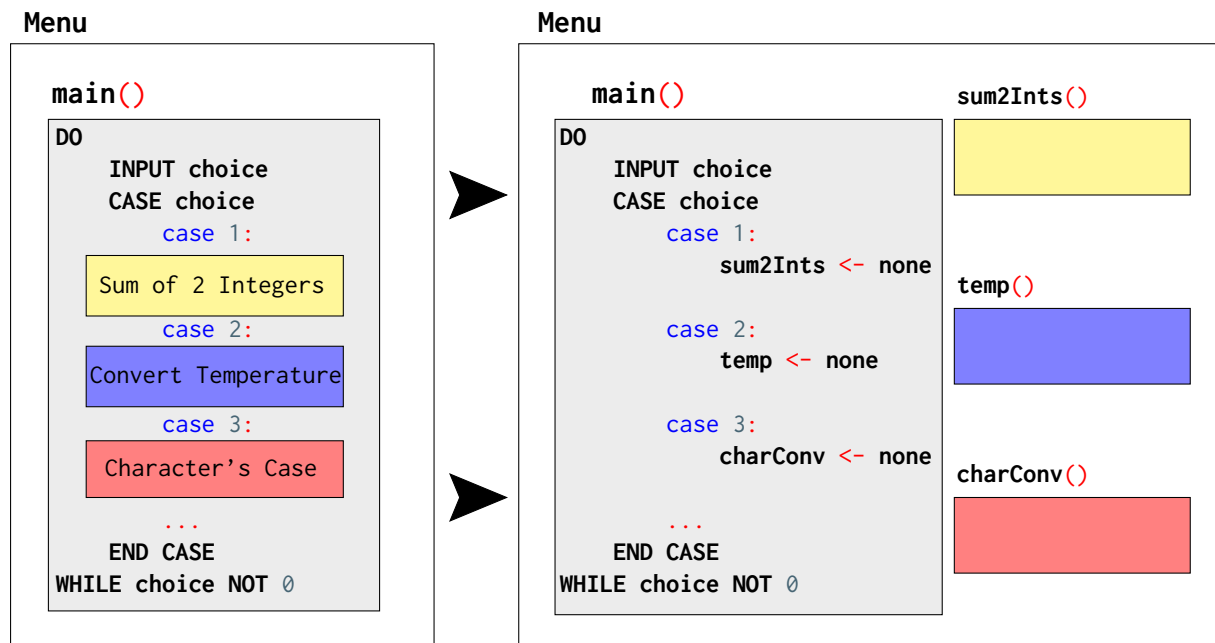 Menu
main()
DO
INPUT choice
CASE choice
case 1:
Sum of 2 Integers
case 2:
Convert Temperature
case 3:
Character's Case
...
END CASE
WHILE choice NOT 0
Menu
main()
DO
INPUT choice
CASE choice
case 1:
sum2Ints <- none
case 2:
temp <- none
case 3:
charConv <- none
...
END CASE
WHILE choice NOT 0
sum2Ints()
temp()
charConv()